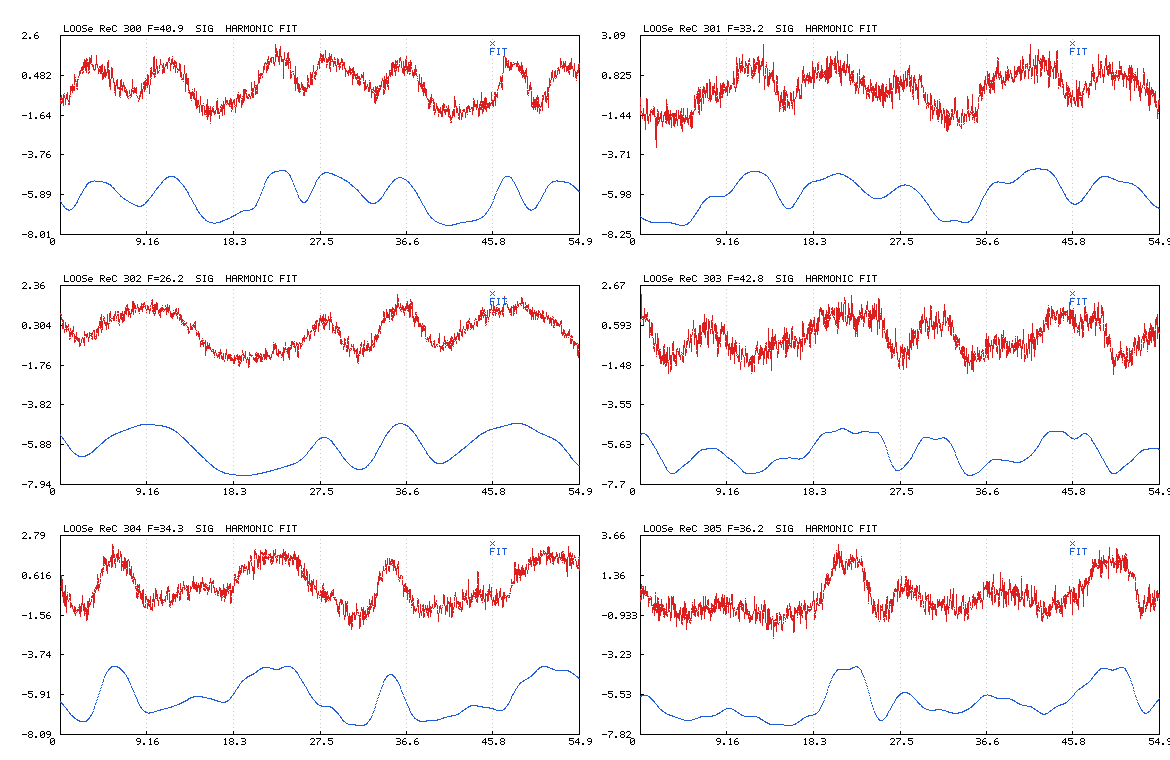 LOOSe ReC 300 F=40.9 SIG HARMONIC FIT
2.6
0.482
-1.64
-3.76
-5.89
-8.01
0 9.16 18.3 27.5 36.6 45.8 54.9
× FIT
LOOSe ReC 301 F=33.2 SIG HARMONIC FIT
3.09
0.825
-1.44
-3.71
-5.98
-8.25
0 9.16 18.3 27.5 36.6 45.8 54.9
× FIT
LOOSe ReC 302 F=26.2 SIG HARMONIC FIT
2.36
0.304
-1.76
-3.82
-5.88
-7.94
0 9.16 18.3 27.5 36.6 45.8 54.9
× FIT
LOOSe ReC 303 F=42.8 SIG HARMONIC FIT
2.67
0.593
-1.48
-3.55
-5.63
-7.7
0 9.16 18.3 27.5 36.6 45.8 54.9
× FIT
LOOSe ReC 304 F=34.3 SIG HARMONIC FIT
2.79
0.616
-1.56
-3.74
-5.91
-8.09
0 9.16 18.3 27.5 36.6 45.8 54.9
× FIT
LOOSe ReC 305 F=36.2 SIG HARMONIC FIT
3.66
1.36
-0.933
-3.23
-5.53
-7.82
0 9.16 18.3 27.5 36.6 45.8 54.9
× FIT